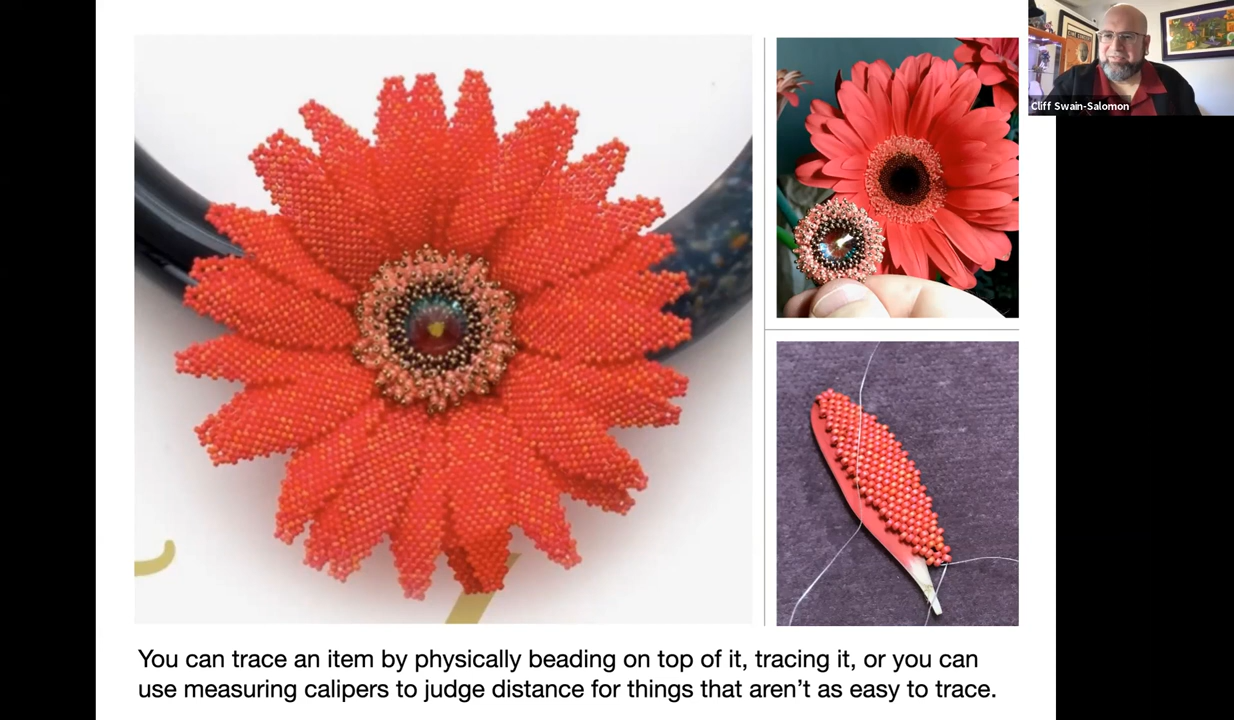 Cliff Swain-Salomon
You can trace an item by physically beading on top of it, tracing it, or you can
use measuring calipers to judge distance for things that aren’t as easy to trace.